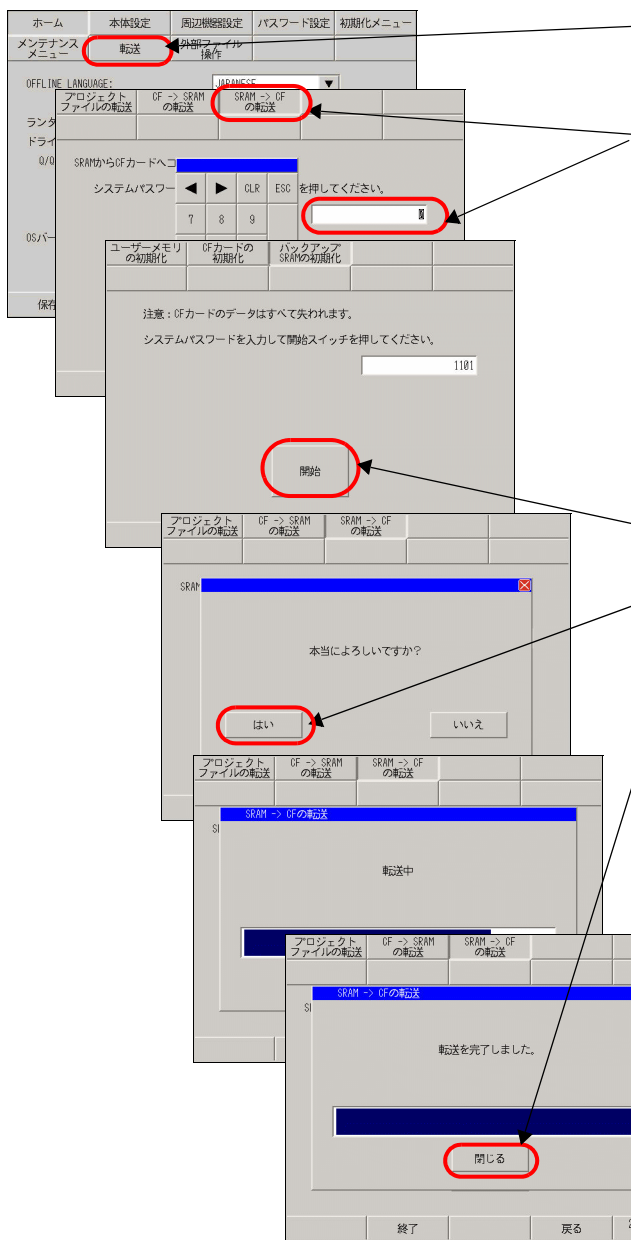 ホーム 本体設定 周辺機器設定 パスワード設定 初期化メニュー
メンテナンス
メニュー
転送
外部ファイル
操作
OFFLINE LANGUAGE: JAPANESE ▼
プロジェクト
ファイルの転送
CF -> SRAM
の転送
SRAM -> CF
の転送
ランタ
ドライ
Q/Q
OSバー
保存
SRAMからCFカードへコ
システムパスワー
を押してください。
◀ ▶ CLR ESC
7 8 9
0
ユーザーメモリ
の初期化
CFカードの
初期化
バックアップ
SRAMの初期化
注意：CFカードのデータはすべて失われます。
システムパスワードを入力して開始スイッチを押してください。
1101
開始
プロジェクト
ファイルの転送
CF -> SRAM
の転送
SRAM -> CF
の転送
SRAM
本当によろしいですか?
はい いいえ
プロジェクト
ファイルの転送
CF -> SRAM
の転送
SRAM -> CF
の転送
SRAM -> CFの転送
転送中
プロジェクト
ファイルの転送
CF -> SRAM
の転送
SRAM -> CF
の転送
SRAM -> CFの転送
転送を完了しました。
閉じる
終了 戻る